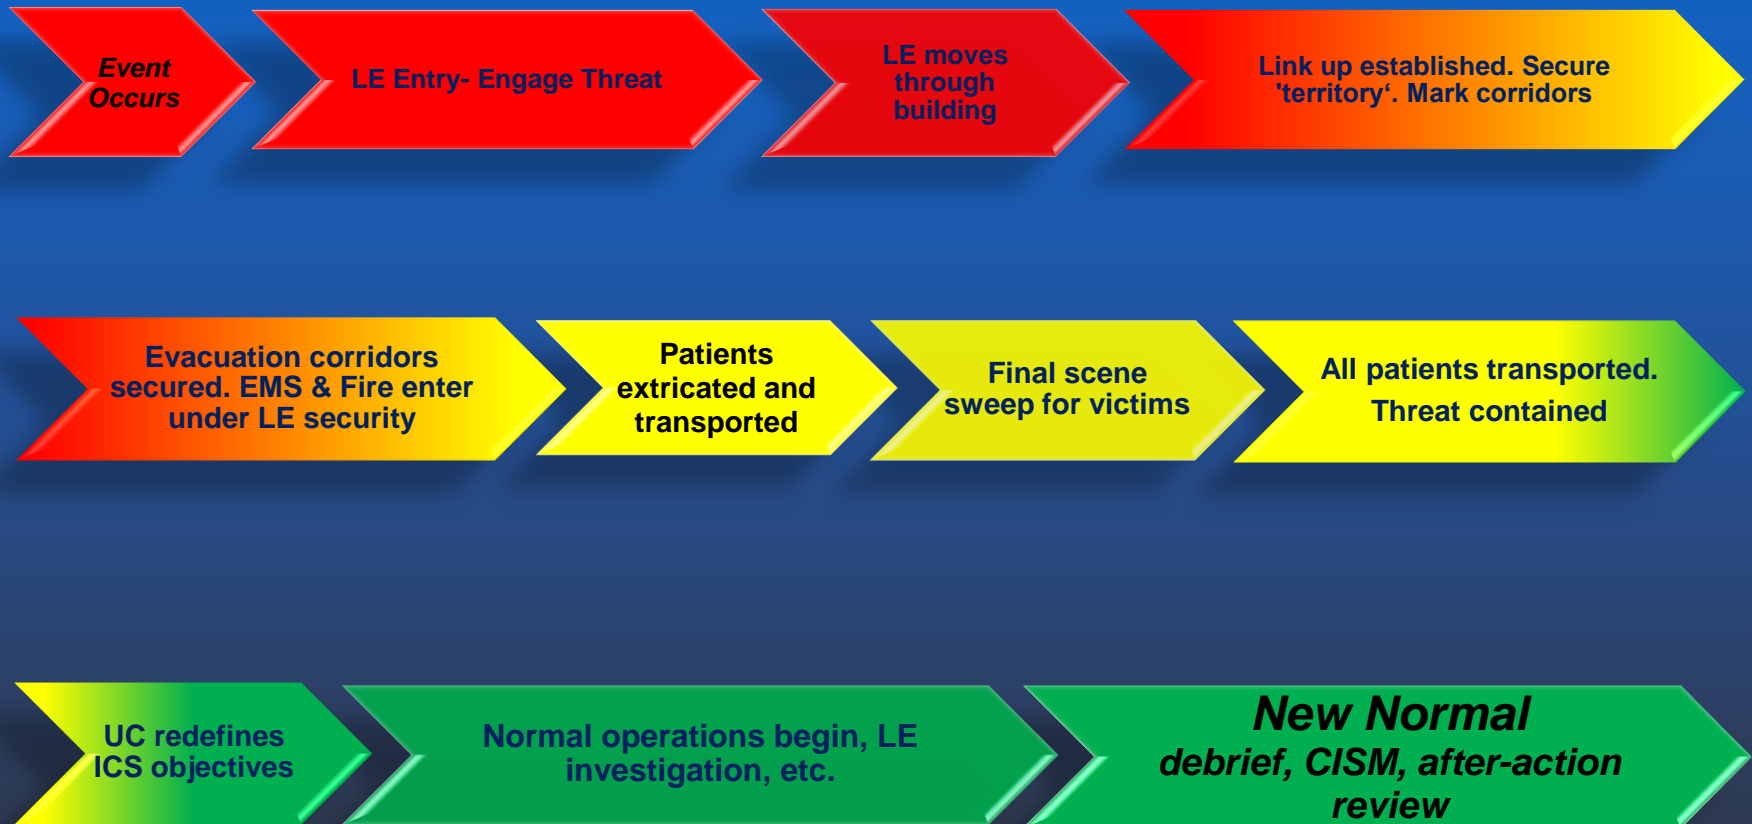 Event
Occurs
LE Entry- Engage Threat
LE moves
through
building
Link up established. Secure
'territory‘. Mark corridors
Evacuation corridors
secured. EMS & Fire enter
under LE security
Patients
extricated and
transported
Final scene
sweep for victims
All patients transported.
Threat contained
UC redefines
ICS objectives
Normal operations begin, LE
investigation, etc.
New Normal
debrief, CISM, after-action
review